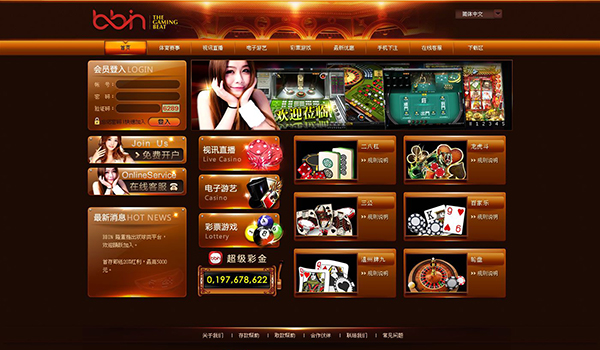 bbin THE GAMING BEAT
简体中文
首页 体育赛事 视讯直播 电子游艺 彩票游戏 最新优惠 手机下注 在线客服
会员登入 LOGIN
帐 号:
密 码:
验证码: 6289
登入
Join Us
免费开户
OnlineService
在线客服
最新消息 HOT NEWS
欢迎莅临
视讯直播
Live Casino
电子游艺
Casino
彩票游戏
Lottery
bbin 超级彩金
0,197,678,622
二八杠
规则说明
龙虎斗
规则说明
三公
规则说明
百家乐
规则说明
温州牌九
规则说明
轮盘
规则说明
关于我们 | 存款帮助 | 取款帮助 | 合作伙伴 | 联络我们 | 常见问题